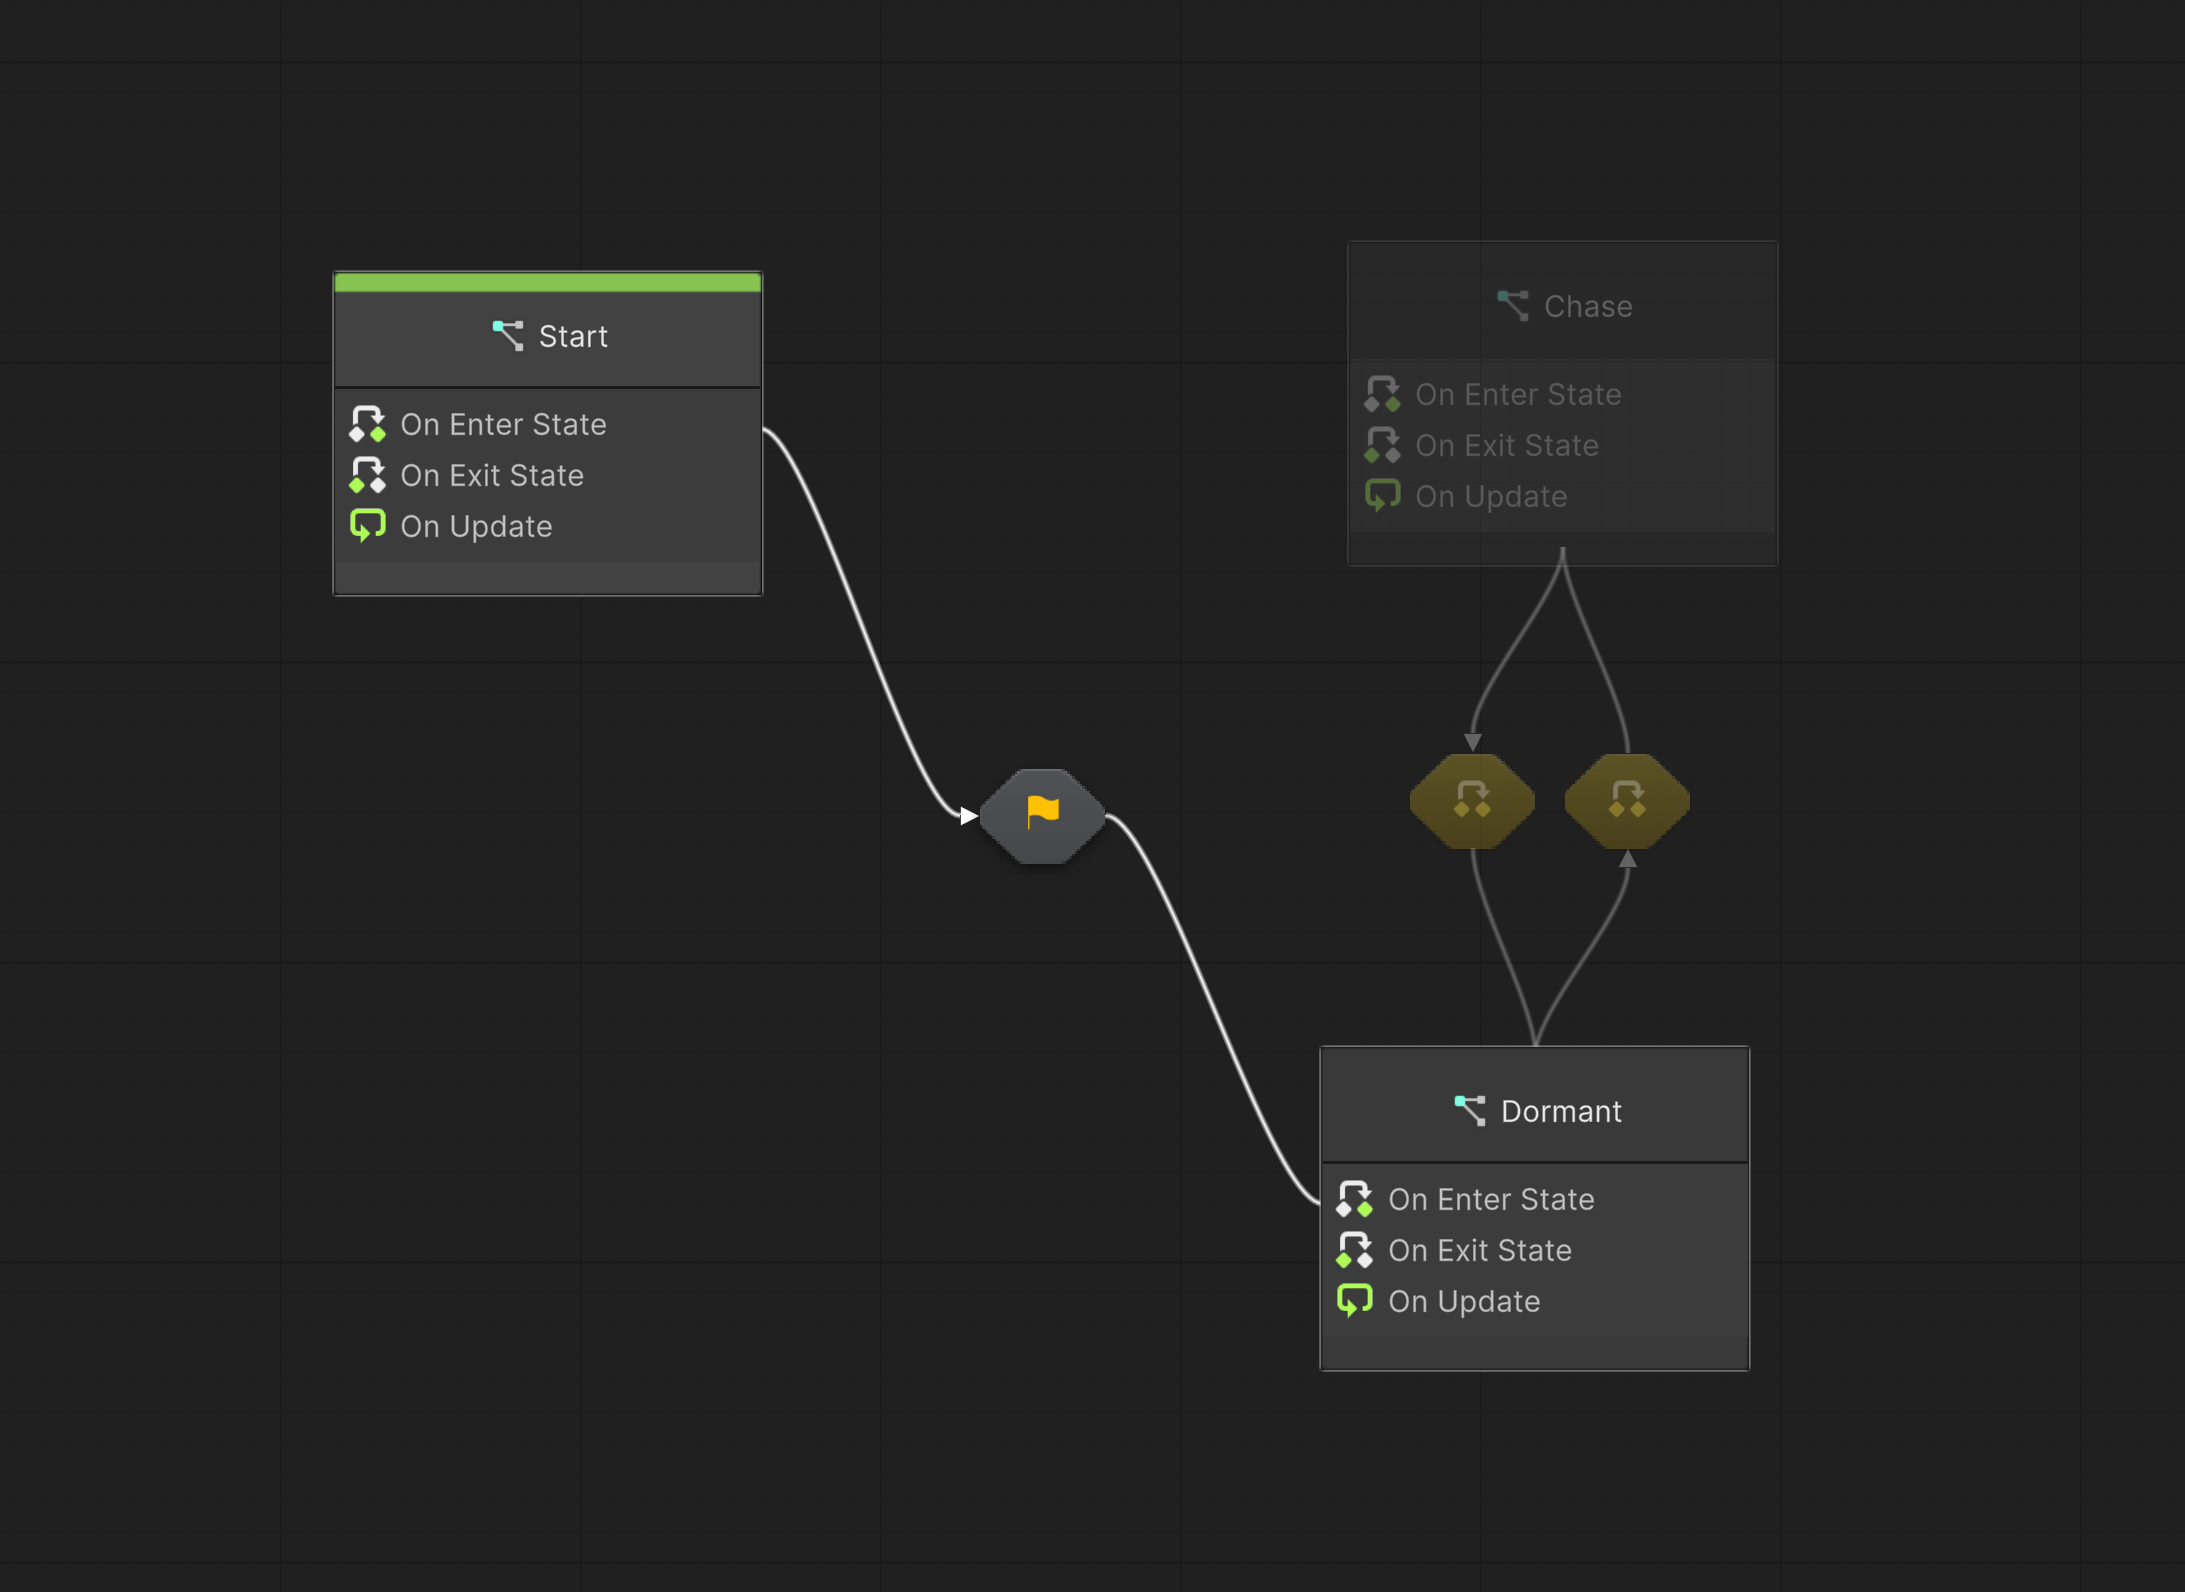 Start
On Enter State
On Exit State
On Update
Chase
On Enter State
On Exit State
On Update
Dormant
On Enter State
On Exit State
On Update